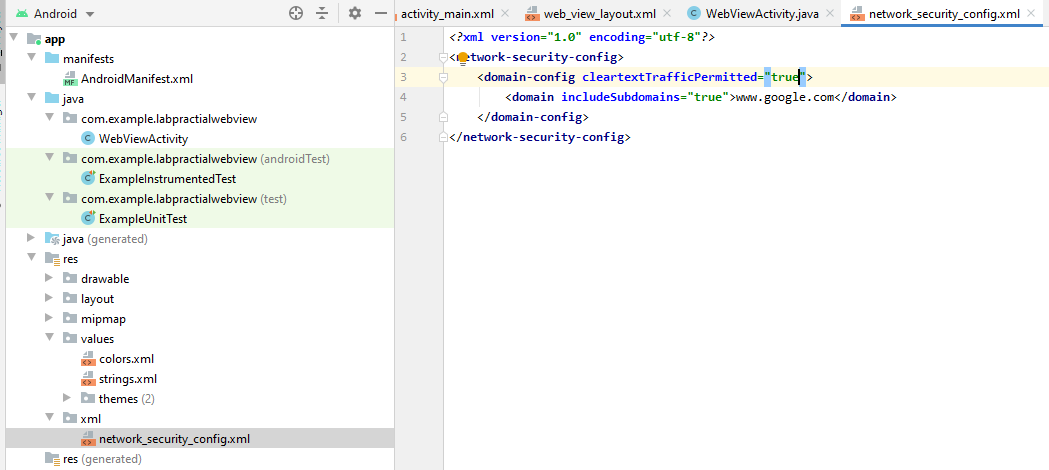 Android
activity_main.xml
web_view_layout.xml
WebViewActivity.java
network_security_config.xml
app
manifests
AndroidManifest.xml
java
com.example.labpractialwebview
WebViewActivity
com.example.labpractialwebview (androidTest)
ExampleInstrumentedTest
com.example.labpractialwebview (test)
ExampleUnitTest
java (generated)
res
drawable
layout
mipmap
values
colors.xml
strings.xml
themes (2)
xml
network_security_config.xml
res (generated)
1 <?xml version="1.0" encoding="utf-8"?>
2 <network-security-config>
3 <domain-config cleartextTrafficPermitted="true">
4 <domain includeSubdomains="true">www.google.com</domain>
5 </domain-config>
6 </network-security-config>